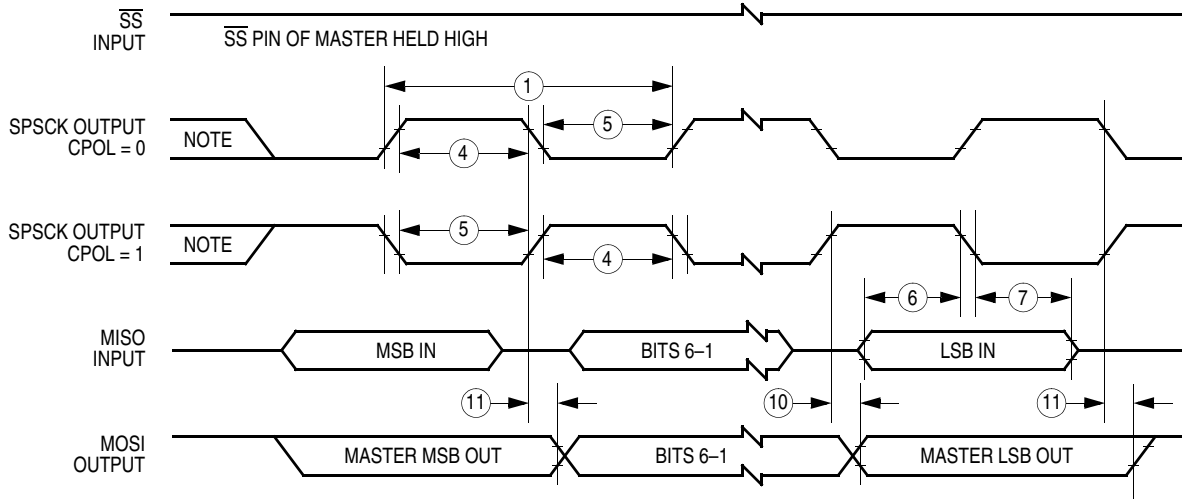 SS
INPUT
SS PIN OF MASTER HELD HIGH
1
SPSCK OUTPUT
CPOL = 0
NOTE
5
4
SPSCK OUTPUT
CPOL = 1
NOTE
5
4
6
7
MISO
INPUT
MSB IN
BITS 6–1
LSB IN
11
10
11
MOSI
OUTPUT
MASTER MSB OUT
BITS 6–1
MASTER LSB OUT